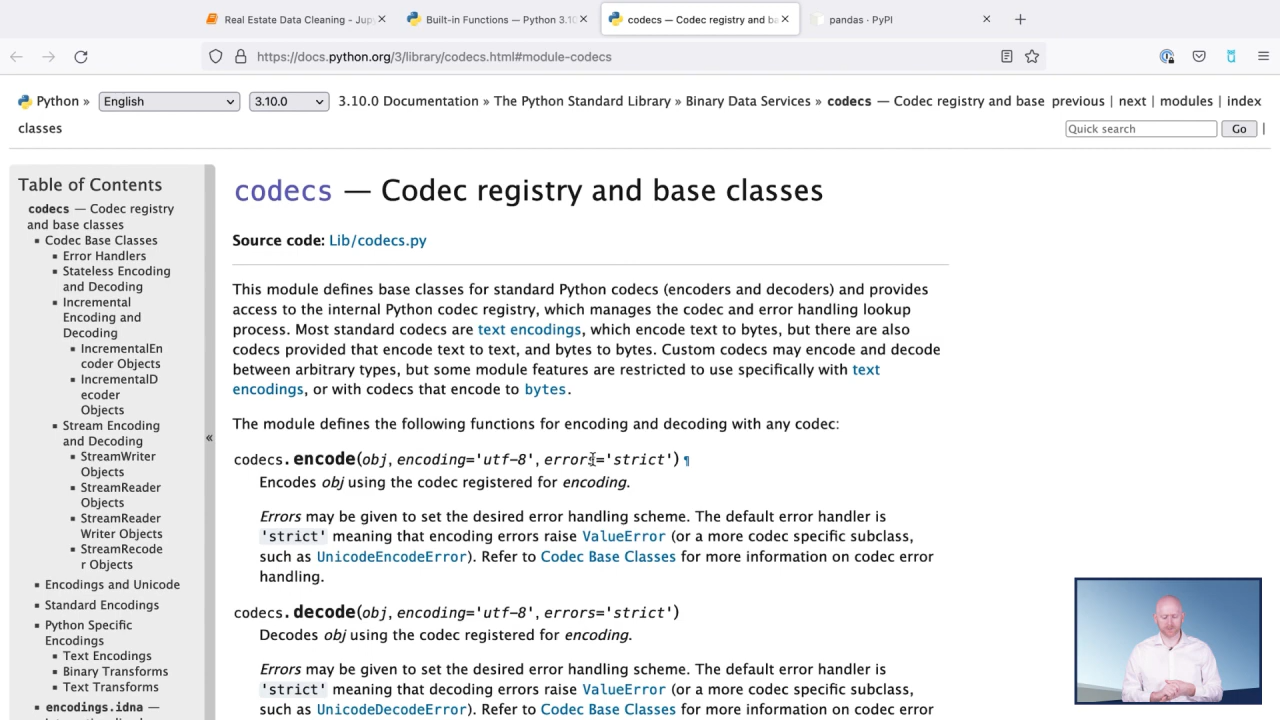 Real Estate Data Cleaning - Jup
Built-in Functions — Python 3.10
codecs — Codec registry and ba
pandas · PyPI
https://docs.python.org/3/library/codecs.html#module-codecs
Python » English 3.10.0 3.10.0 Documentation » The Python Standard Library » Binary Data Services » codecs — Codec registry and base classes
previous | next | modules | index
Quick search Go |
Table of Contents
codecs — Codec registry
and base classes
Codec Base Classes
Error Handlers
Stateless Encoding
and Decoding
Incremental
Encoding and
Decoding
IncrementalEn
coder Objects
IncrementalD
ecoder
Objects
Stream Encoding
and Decoding
StreamWriter
Objects
StreamReader
Objects
StreamReader
Writer Objects
StreamRecode
r Objects
Encodings and Unicode
Standard Encodings
Python Specific
Encodings
Text Encodings
Binary Transforms
Text Transforms
encodings.idna —
«
codecs — Codec registry and base classes
Source code: Lib/codecs.py
This module defines base classes for standard Python codecs (encoders and decoders) and provides
access to the internal Python codec registry, which manages the codec and error handling lookup
process. Most standard codecs are text encodings, which encode text to bytes, but there are also
codecs provided that encode text to text, and bytes to bytes. Custom codecs may encode and decode
between arbitrary types, but some module features are restricted to use specifically with text
encodings, or with codecs that encode to bytes.
The module defines the following functions for encoding and decoding with any codec:
codecs.encode(obj, encoding='utf-8', errors='strict') ¶
Encodes obj using the codec registered for encoding.
Errors may be given to set the desired error handling scheme. The default error handler is
'strict' meaning that encoding errors raise ValueError (or a more codec specific subclass,
such as UnicodeEncodeError). Refer to Codec Base Classes for more information on codec error
handling.
codecs.decode(obj, encoding='utf-8', errors='strict')
Decodes obj using the codec registered for encoding.
Errors may be given to set the desired error handling scheme. The default error handler is
'strict' meaning that decoding errors raise ValueError (or a more codec specific subclass,
such as UnicodeDecodeError). Refer to Codec Base Classes for more information on codec error